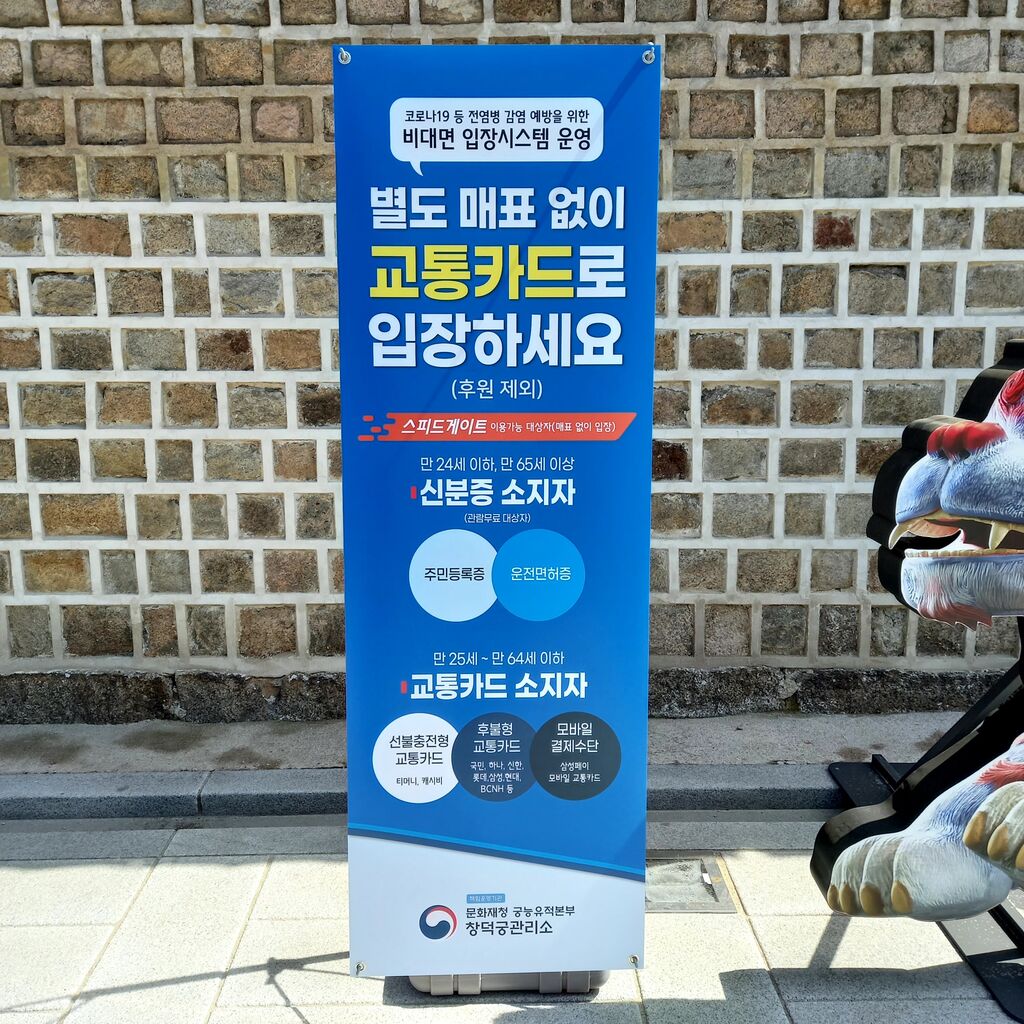 코로나19 등 전염병 감염 예방을 위한
비대면 입장시스템 운영
별도 매표 없이
교통카드로
입장하세요
(후원 제외)
스피드게이트 이용가능 대상자(매표 없이 입장)
만 24세 이하, 만 65세 이상
신분증 소지자
(관람무료 대상자)
주민등록증
운전면허증
만 25세 ~ 만 64세 이하
교통카드 소지자
선불충전형
교통카드
티머니, 캐시비
후불형
교통카드
국민, 하나, 신한,
롯데,삼성,현대,
BCNH 등
모바일
결제수단
삼성페이
모바일 교통카드
책임운영기관
문화재청 궁능유적본부
창덕궁관리소